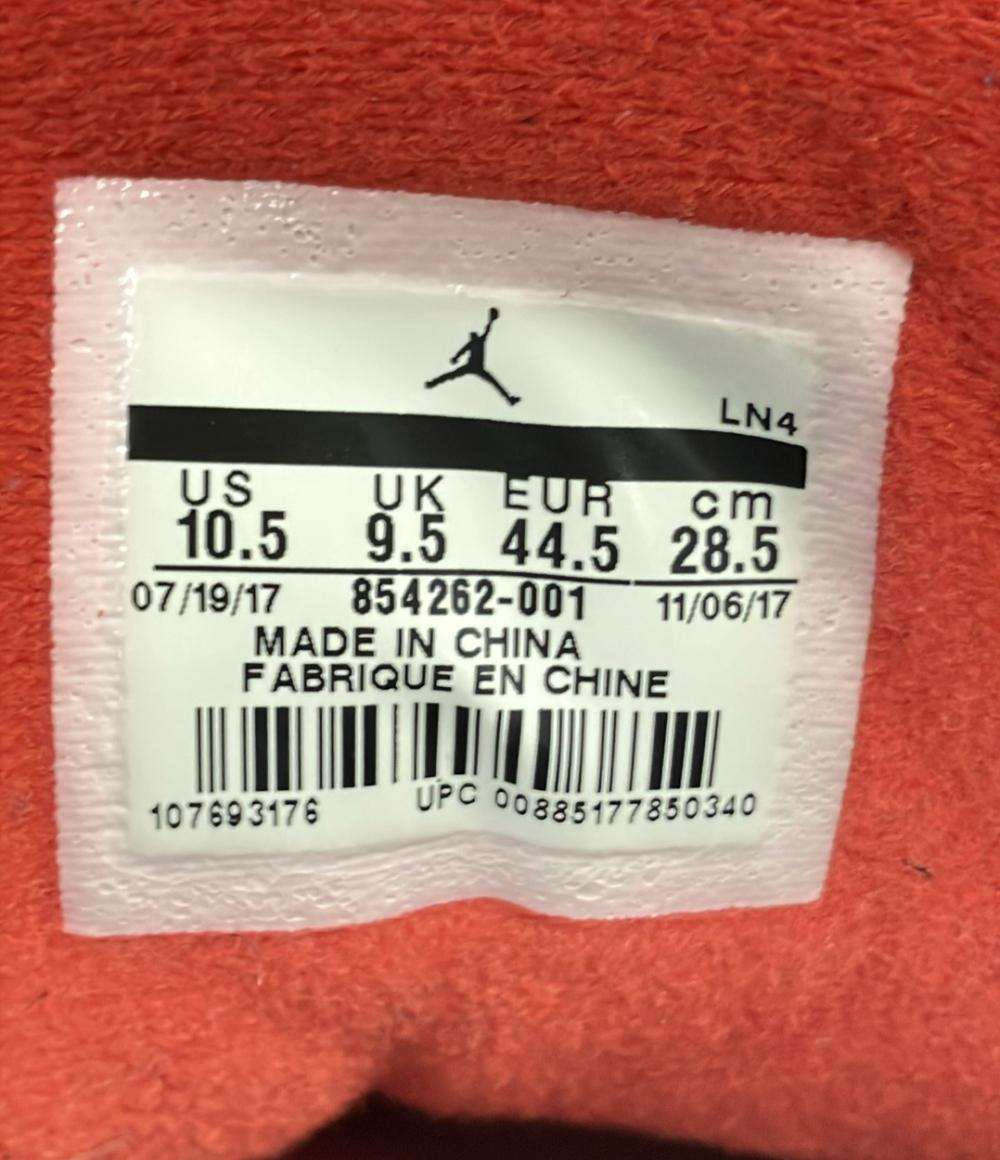 LN4
US UK EUR cm
10.5 9.5 44.5 28.5
07/19/17 854262-001 11/06/17
MADE IN CHINA
FABRIQUE EN CHINE
107693176 UPC 00885177850340